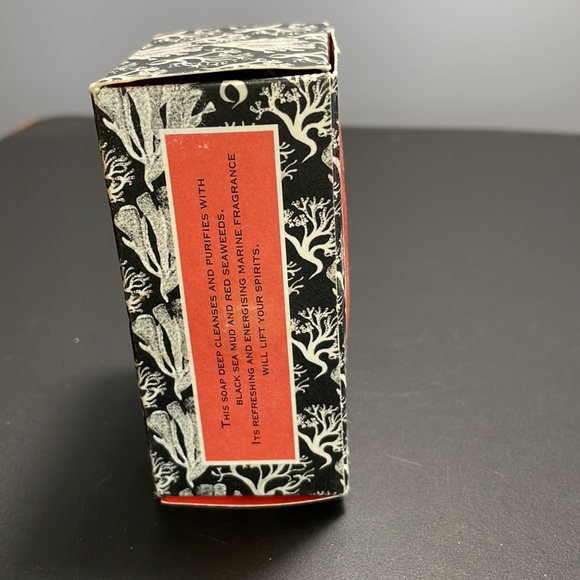 THIS SOAP DEEP CLEANSES AND PURIFIES WITH
BLACK SEA MUD AND RED SEAWEEDS.
ITS REFRESHING AND ENERGISING MARINE FRAGRANCE
WILL LIFT YOUR SPIRITS.